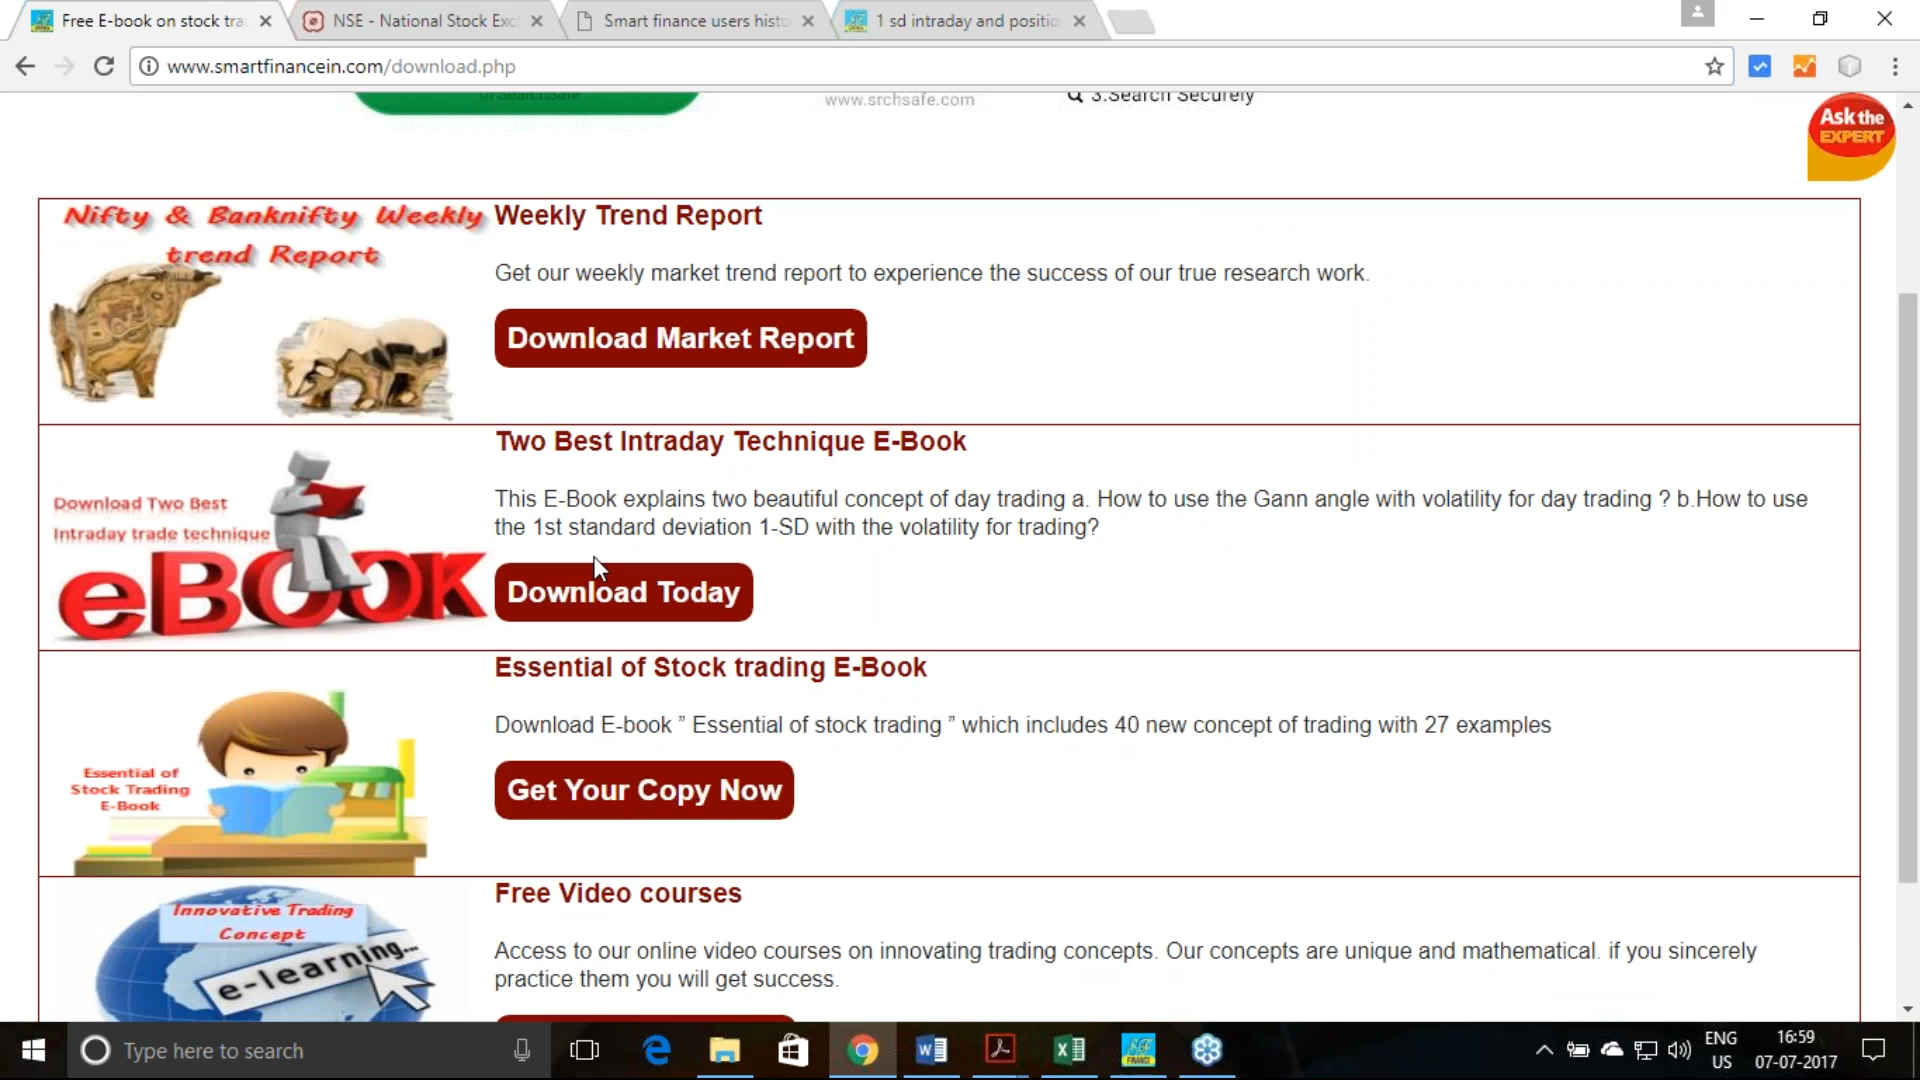 Free E-book on stock tra
NSE - National Stock Exc
Smart finance users histo
1 sd intraday and positio
www.smartfinancein.com/download.php
www.srchsafe.com
3.Search Securely
Ask the
EXPERT
Nifty & Banknifty Weekly
trend Report
Weekly Trend Report
Get our weekly market trend report to experience the success of our true research work.
Download Market Report
Download Two Best
Intraday trade technique
eBOOK
Two Best Intraday Technique E-Book
This E-Book explains two beautiful concept of day trading a. How to use the Gann angle with volatility for day trading ? b.How to use
the 1st standard deviation 1-SD with the volatility for trading?
Download Today
Essential of
Stock Trading
E-Book
Essential of Stock trading E-Book
Download E-book ” Essential of stock trading ” which includes 40 new concept of trading with 27 examples
Get Your Copy Now
Innovative Trading
Concept
e-learning...
Free Video courses
Access to our online video courses on innovating trading concepts. Our concepts are unique and mathematical. if you sincerely
practice them you will get success.
Type here to search
FINANCE
ENG
US
16:59
07-07-2017